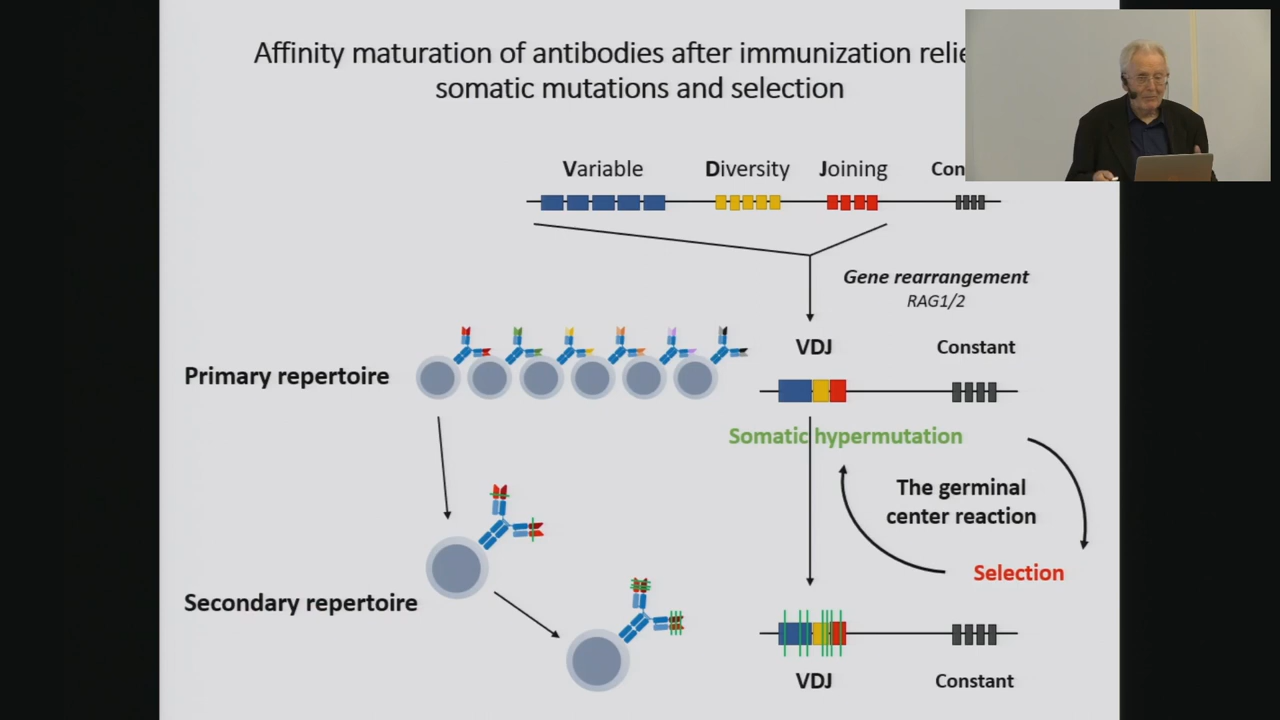 Affinity maturation of antibodies after immunization relie
somatic mutations and selection
Variable Diversity Joining Con
Gene rearrangement
RAG1/2
VDJ Constant
Primary repertoire
Somatic hypermutation
The germinal
center reaction
Selection
Secondary repertoire
VDJ Constant